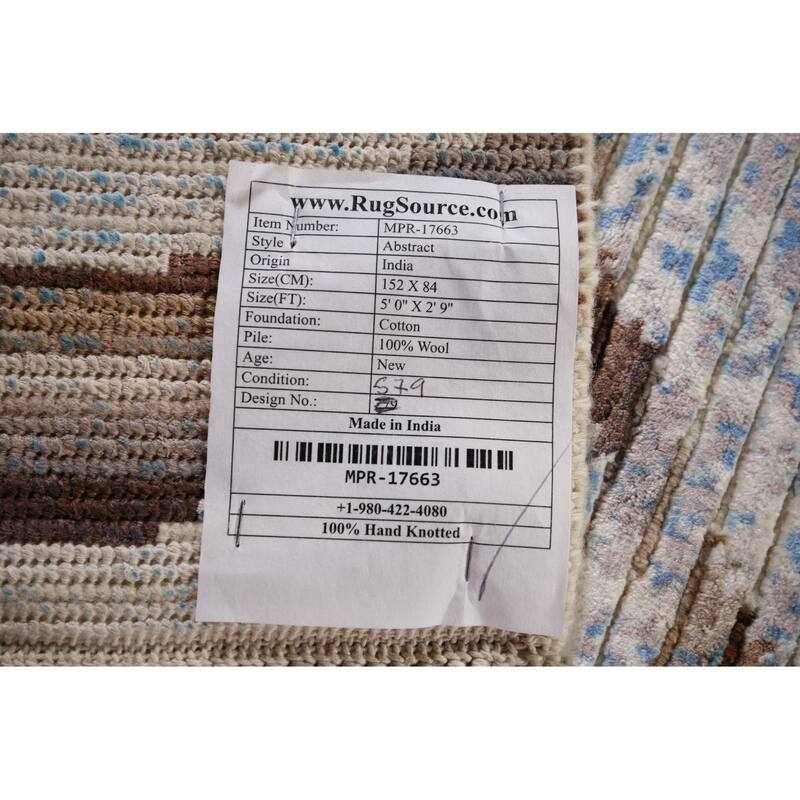 www.RugSource.com
Item Number: MPR-17663
Style Abstract
Origin India
Size(CM): 152 X 84
Size(FT): 5' 0" X 2' 9"
Foundation: Cotton
Pile: 100% Wool
Age: New
Condition: 579
Design No.:
Made in India
MPR-17663
+1-980-422-4080
100% Hand Knotted